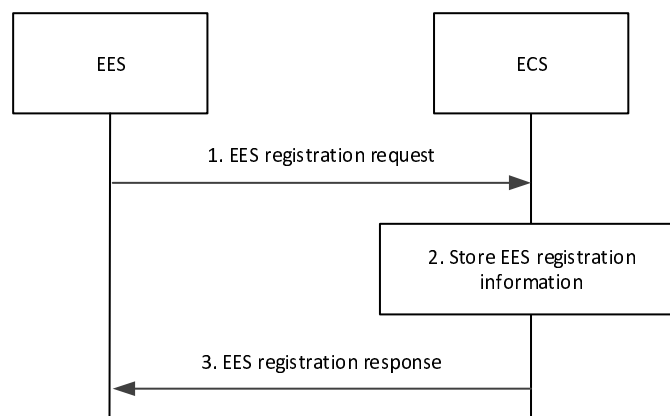 EES
ECS
1. EES registration request
2. Store EES registration
information
3. EES registration response